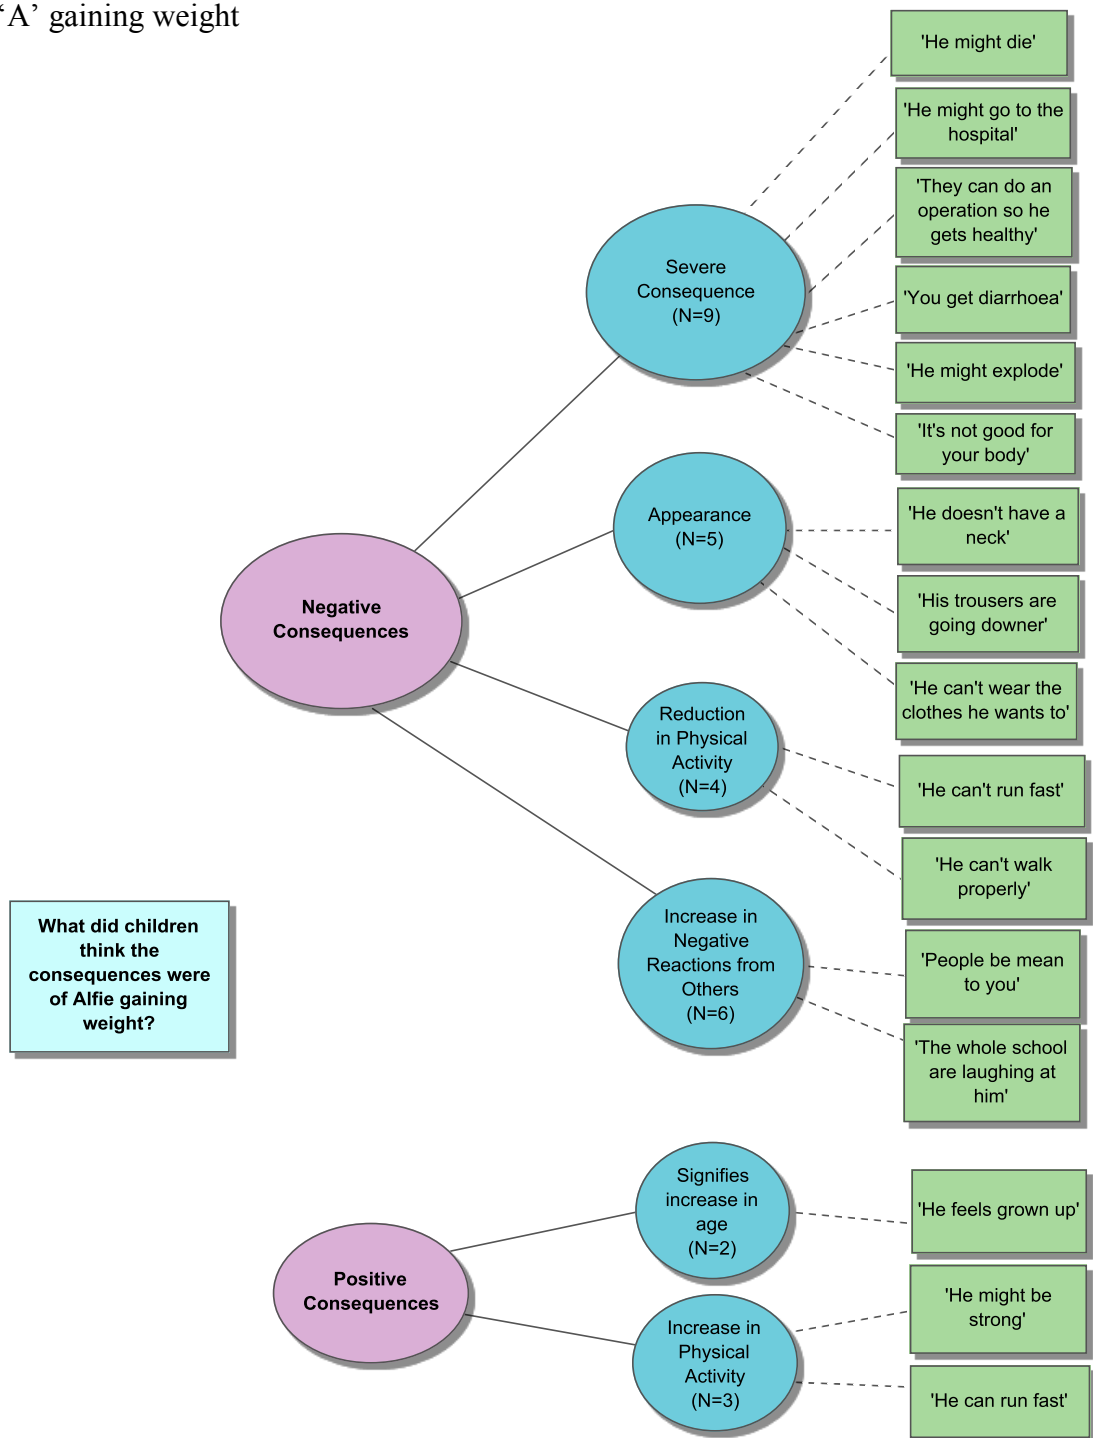 ‘A’ gaining weight
'He might die'
'He might go to the
hospital'
'They can do an
operation so he
gets healthy'
Severe
Consequence
(N=9)
'You get diarrhoea'
'He might explode'
'It's not good for
your body'
Appearance
(N=5)
'He doesn't have a
neck'
'His trousers are
going downer'
'He can't wear the
clothes he wants to'
Negative
Consequences
Reduction
in Physical
Activity
(N=4)
'He can't run fast'
'He can't walk
properly'
Increase in
Negative
Reactions from
Others
(N=6)
'People be mean
to you'
'The whole school
are laughing at
him'
What did children
think the
consequences were
of Alfie gaining
weight?
Signifies
increase in
age
(N=2)
'He feels grown up'
Positive
Consequences
Increase in
Physical
Activity
(N=3)
'He might be
strong'
'He can run fast'